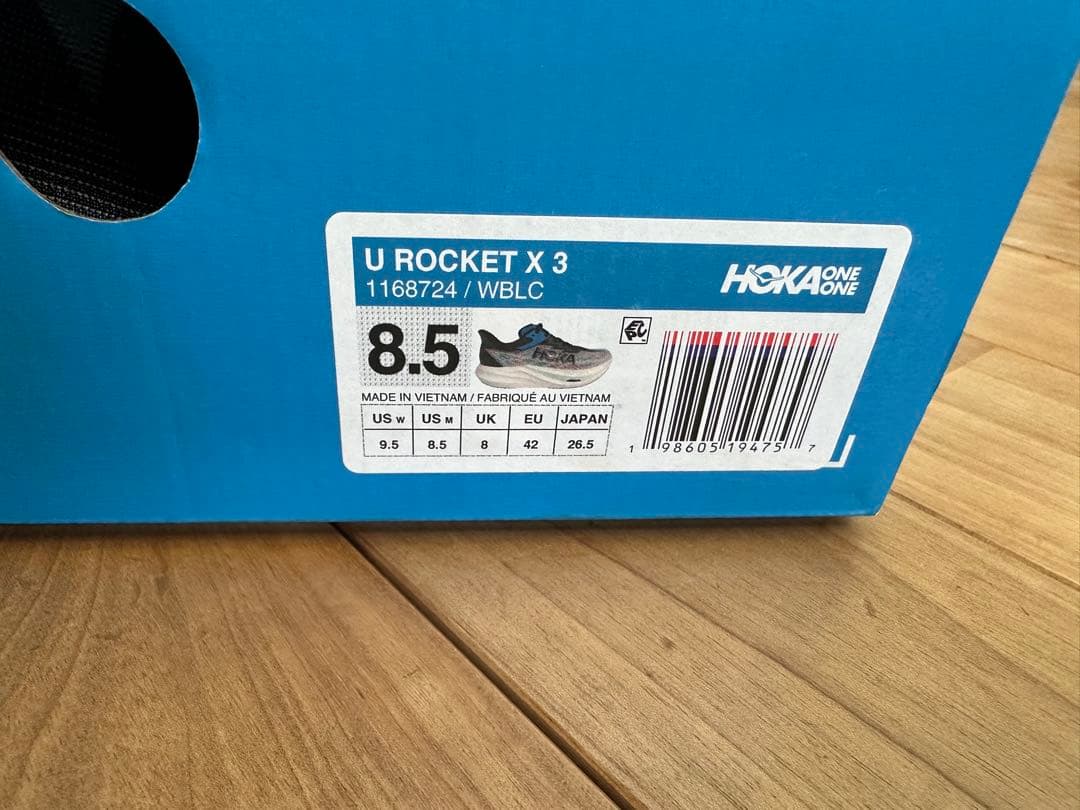 U ROCKET X 3
1168724 / WBLC
HOKA ONE ONE
8.5
HOKA
MADE IN VIETNAM / FABRIQUÉ AU VIETNAM
US W US M UK EU JAPAN
9.5 8.5 8 42 26.5
1 98605 19475 7